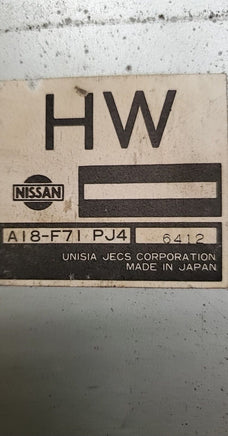 HW
NISSAN
A18-F71 PJ4 6412
UNISIA JECS CORPORATION
MADE IN JAPAN